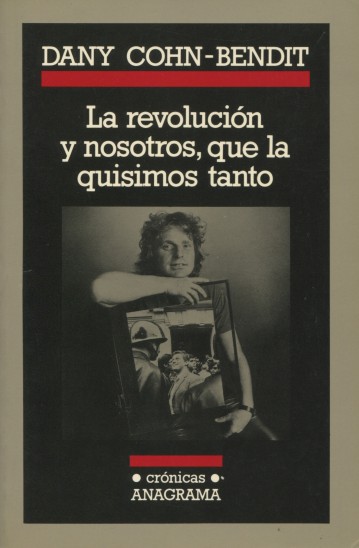 DANY COHN-BENDIT
La revolución
y nosotros, que la
quisimos tanto
crónicas
ANAGRAMA